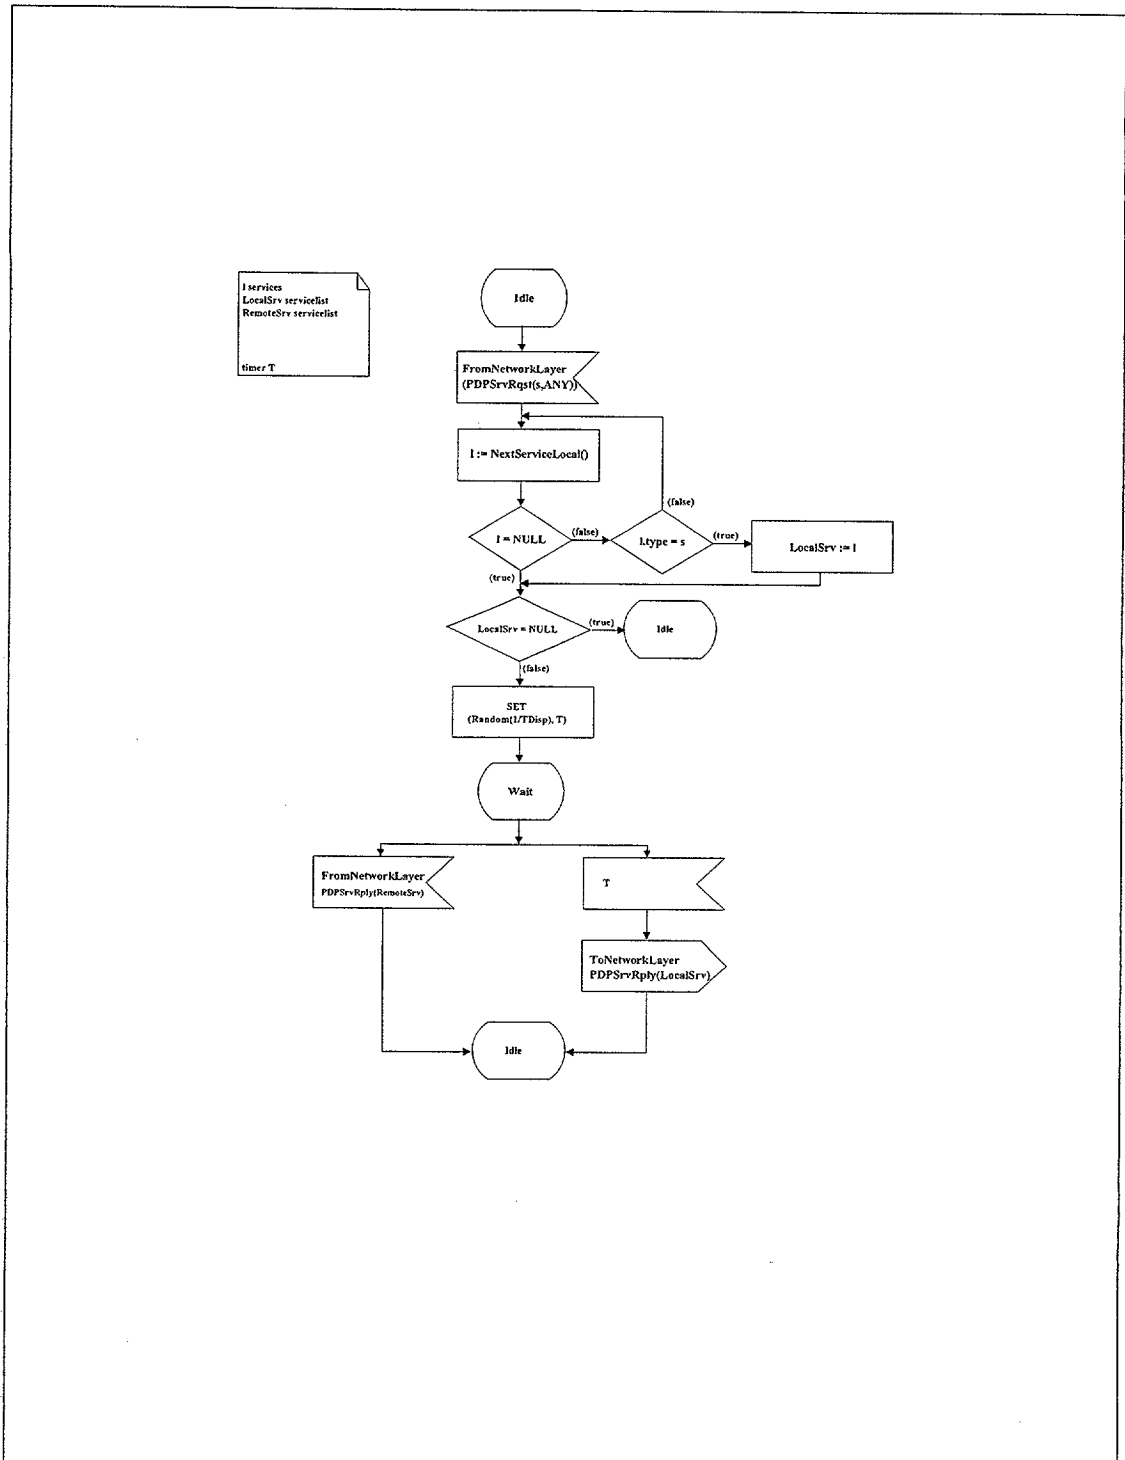 l services
LocalSrv servicelist
RemoteSrv servicelist
timer T
Idle
FromNetworkLayer
(PDPSrvRqst(s,ANY))
l := NextServiceLocal()
(false)
l = NULL
(false)
l.type = s
(true)
LocalSrv := l
(true)
LocalSrv = NULL
(true)
Idle
(false)
SET
(Random(1/TDisp), T)
Wait
FromNetworkLayer
PDPSrvRply(RemoteSrv)
T
ToNetworkLayer
PDPSrvRply(LocalSrv)
Idle